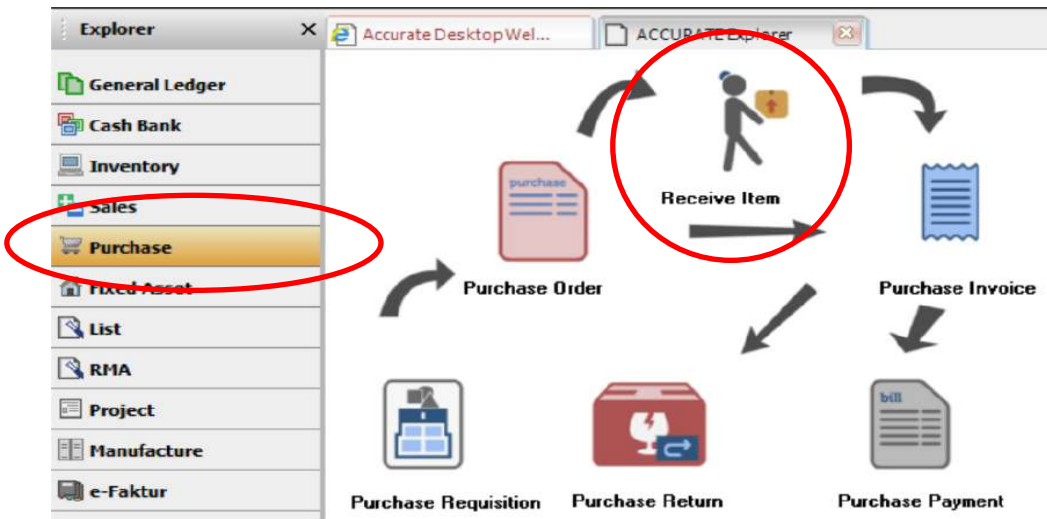 Explorer
Accurate Desktop Wel...
ACCURATE Explorer
General Ledger
Cash Bank
Inventory
Sales
Purchase
Fixed Asset
List
RMA
Project
Manufacture
e-Faktur
Receive Item
purchase
Purchase Order
Purchase Invoice
bill
Purchase Requisition
Purchase Return
Purchase Payment